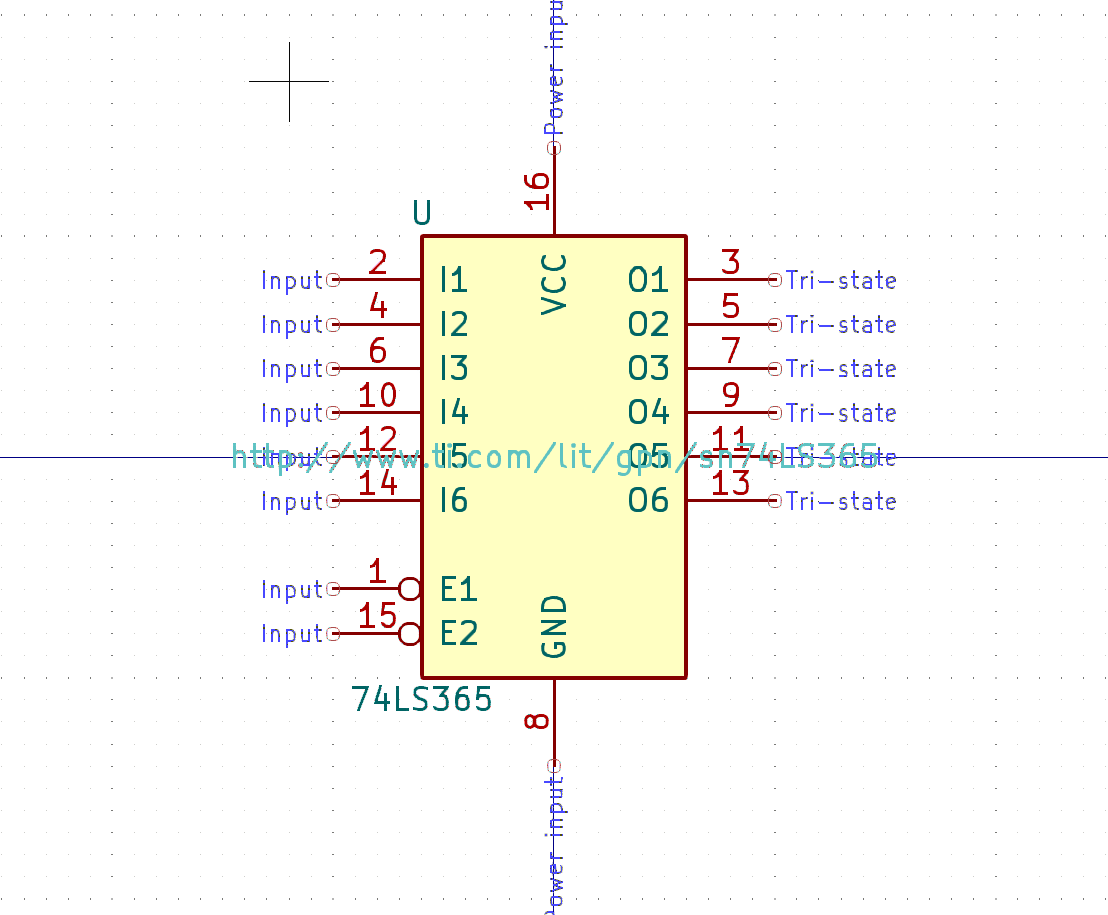 Power input
16
U
VCC
Input 2 I1 O1 3 Tri-state
Input 4 I2 O2 5 Tri-state
Input 6 I3 O3 7 Tri-state
Input 10 I4 O4 9 Tri-state
Input 12 I5 O5 11 Tri-state
http://www.ti.com/lit/gpn/sn74LS365
Input 14 I6 O6 13 Tri-state
Input 1 E1
Input 15 E2
GND
74LS365
8
Power input